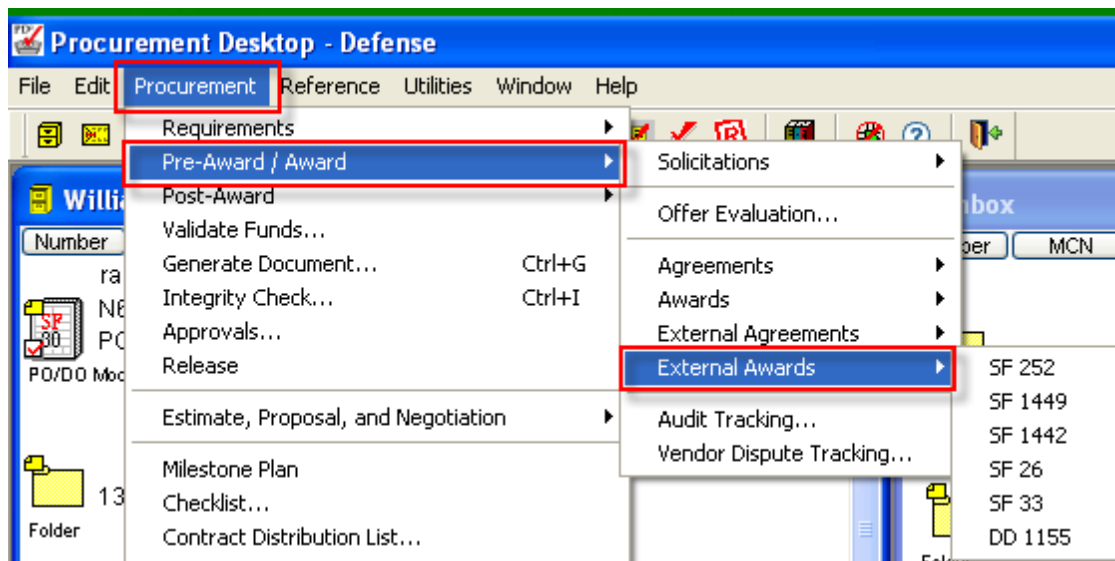 Procurement Desktop - Defense
File Edit Procurement Reference Utilities Window Help
Requirements
Pre-Award / Award
Post-Award
Validate Funds...
Generate Document... Ctrl+G
Integrity Check... Ctrl+I
Approvals...
Release
Estimate, Proposal, and Negotiation
Milestone Plan
Checklist...
Contract Distribution List...
Solicitations
Offer Evaluation...
Agreements
Awards
External Agreements
External Awards
Audit Tracking...
Vendor Dispute Tracking...
SF 252
SF 1449
SF 1442
SF 26
SF 33
DD 1155
Number
SF
30
PO/DO
13
Folder
MCN